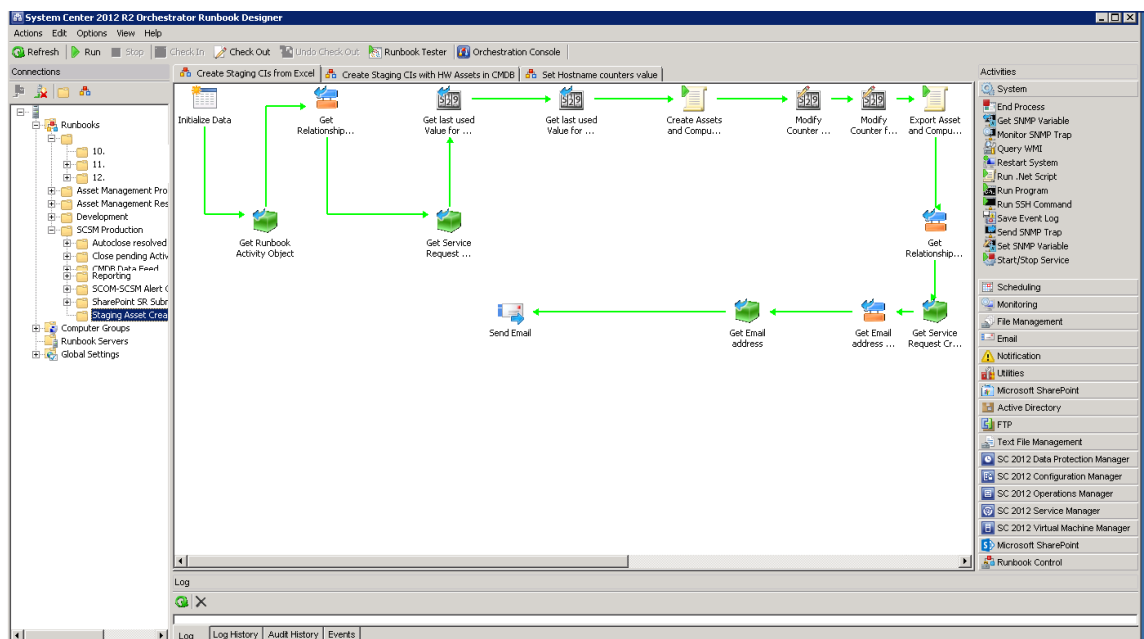 System Center 2012 R2 Orchestrator Runbook Designer
Actions Edit Options View Help
Refresh Run Stop Check In Check Out Undo Check Out Runbook Tester Orchestration Console
Connections
Runbooks
10.
11.
12.
Asset Management Pro
Asset Management Res
Development
SCSM Production
Autoclose resolved
Close pending Activ
CMDB Data Feed
Reporting
SCOM-SCSM Alert C
SharePoint SR Subr
Staging Asset Crea
Computer Groups
Runbook Servers
Global Settings
Create Staging CIs from Excel Create Staging CIs with HW Assets in CMDB Set Hostname counters value
Initialize Data
Get
Relationship...
Get last used
Value for ...
Get last used
Value for ...
Create Assets
and Compu...
Modify
Counter ...
Modify
Counter f...
Export Asset
and Compu...
Get Runbook
Activity Object
Get Service
Request ...
Get
Relationship...
Send Email
Get Email
address
Get Email
address ...
Get Service
Request Cr...
Activities
System
End Process
Get SNMP Variable
Monitor SNMP Trap
Query WMI
Restart System
Run .Net Script
Run Program
Run SSH Command
Save Event Log
Send SNMP Trap
Set SNMP Variable
Start/Stop Service
Scheduling
Monitoring
File Management
Email
Notification
Utilities
Microsoft SharePoint
Active Directory
FTP
Text File Management
SC 2012 Data Protection Manager
SC 2012 Configuration Manager
SC 2012 Operations Manager
SC 2012 Service Manager
SC 2012 Virtual Machine Manager
Microsoft SharePoint
Runbook Control
Log
Log Log History Audit History Events